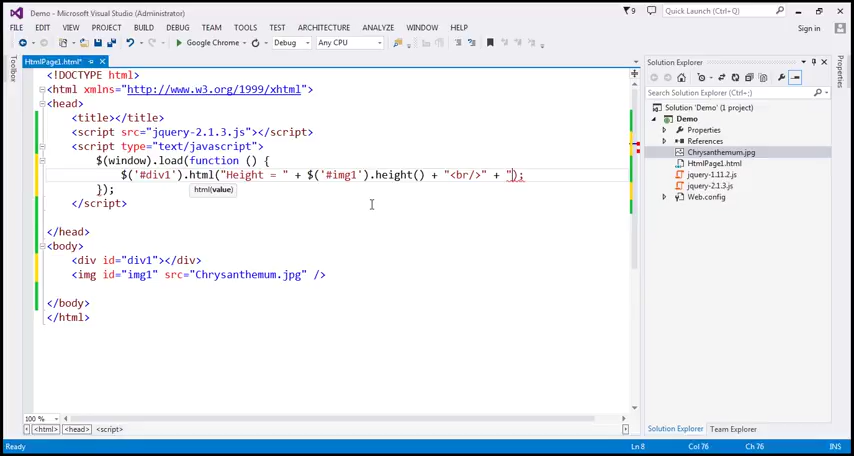 Demo - Microsoft Visual Studio (Administrator)
9
Quick Launch (Ctrl+;)
FILE EDIT VIEW PROJECT BUILD DEBUG TEAM TOOLS TEST ARCHITECTURE ANALYZE WINDOW HELP
Sign in
Google Chrome
Debug
Any CPU
Toolbox
HtmlPage1.html*
<!DOCTYPE html>
<html xmlns="http://www.w3.org/1999/xhtml">
<head>
<title></title>
<script src="jquery-2.1.3.js"></script>
<script type="text/javascript">
$(window).load(function () {
$('#div1').html("Height = " + $('#img1').height() + "<br/>" + ");
});
html(value)
</script>
</head>
<body>
<div id="div1"></div>
<img id="img1" src="Chrysanthemum.jpg" />
</body>
</html>
100 %
<html> <head> <script>
Solution Explorer
Search Solution Explorer (Ctrl+;)
Solution 'Demo' (1 project)
Demo
Properties
References
Chrysanthemum.jpg
HtmlPage1.html
jquery-1.11.2.js
jquery-2.1.3.js
Web.config
Solution Explorer Team Explorer
Properties
Ready
Ln 8
Col 76
Ch 76
INS